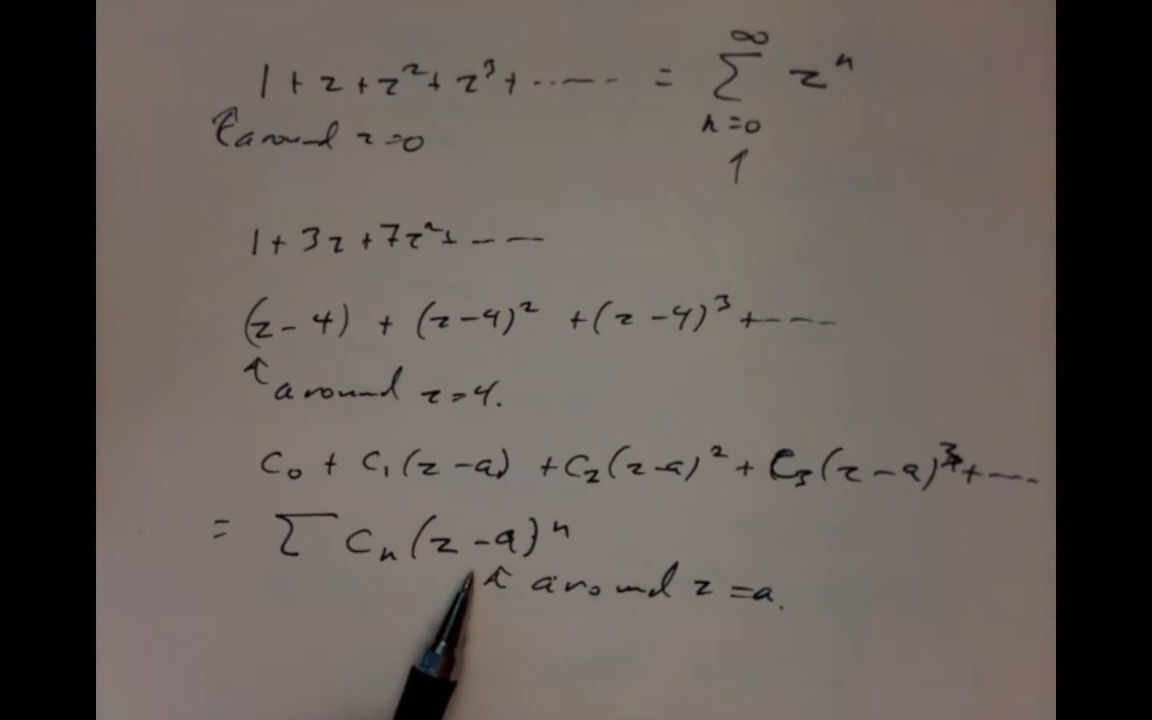 1 + z + z² + z³ + ...... = ∑_{n=0}^{∞} zⁿ
↑ around z=0 ↑
1 + 3z + 7z² + ---
(z-4) + (z-4)² + (z-4)³ + ----
↑ around z=4.
C₀ + C₁(z-a) + C₂(z-a)² + C₃(z-a)³ + ----
= ∑ Cₙ(z-a)ⁿ
↑ around z=a.